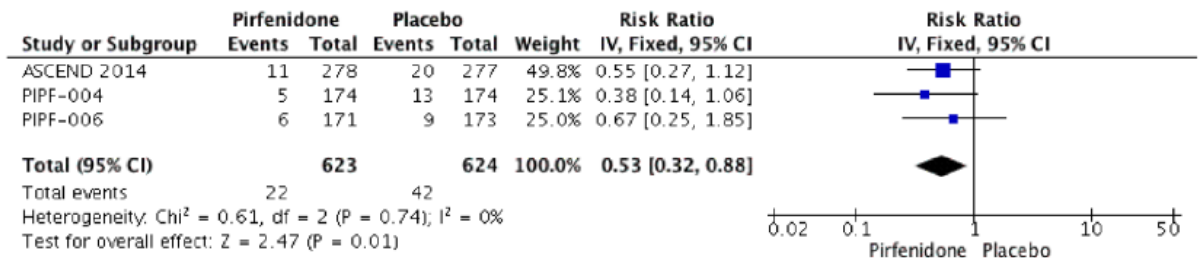 Pirfenidone Placebo Risk Ratio Risk Ratio
Study or Subgroup Events Total Events Total Weight IV, Fixed, 95% CI IV, Fixed, 95% CI
ASCEND 2014 11 278 20 277 49.8% 0.55 [0.27, 1.12]
PIPF-004 5 174 13 174 25.1% 0.38 [0.14, 1.06]
PIPF-006 6 171 9 173 25.0% 0.67 [0.25, 1.85]
Total (95% CI) 623 624 100.0% 0.53 [0.32, 0.88]
Total events 22 42
Heterogeneity: Chi² = 0.61, df = 2 (P = 0.74); I² = 0%
Test for overall effect: Z = 2.47 (P = 0.01)
0.02 0.1 1 10 50
Pirfenidone Placebo